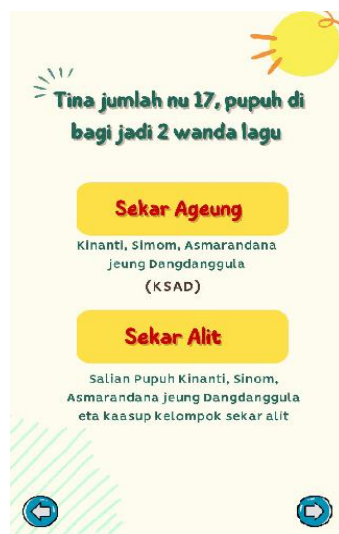 Tina jumlah nu 17, pupuh di
bagi jadi 2 wanda lagu
Sekar Ageung
Kinanti, Simom, Asmarandana
jeung Dangdanggula
(KSAD)
Sekar Alit
Salian Pupuh Kinanti, Sinom,
Asmarandana jeung Dangdanggula
eta kaasup kelompok sekar alit